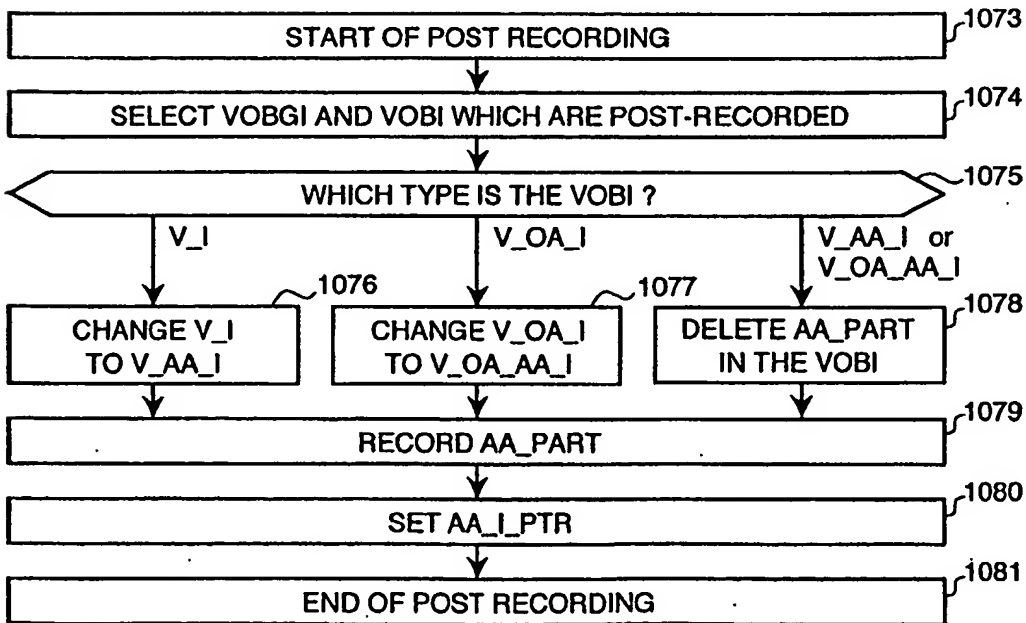 START OF POST RECORDING
1073
SELECT VOBGI AND VOBI WHICH ARE POST-RECORDED
1074
WHICH TYPE IS THE VOBI ?
1075
V_I
V_OA_I
V_AA_I or
V_OA_AA_I
1076
CHANGE V_I
TO V_AA_I
1077
CHANGE V_OA_I
TO V_OA_AA_I
1078
DELETE AA_PART
IN THE VOBI
1079
RECORD AA_PART
1080
SET AA_I_PTR
1081
END OF POST RECORDING